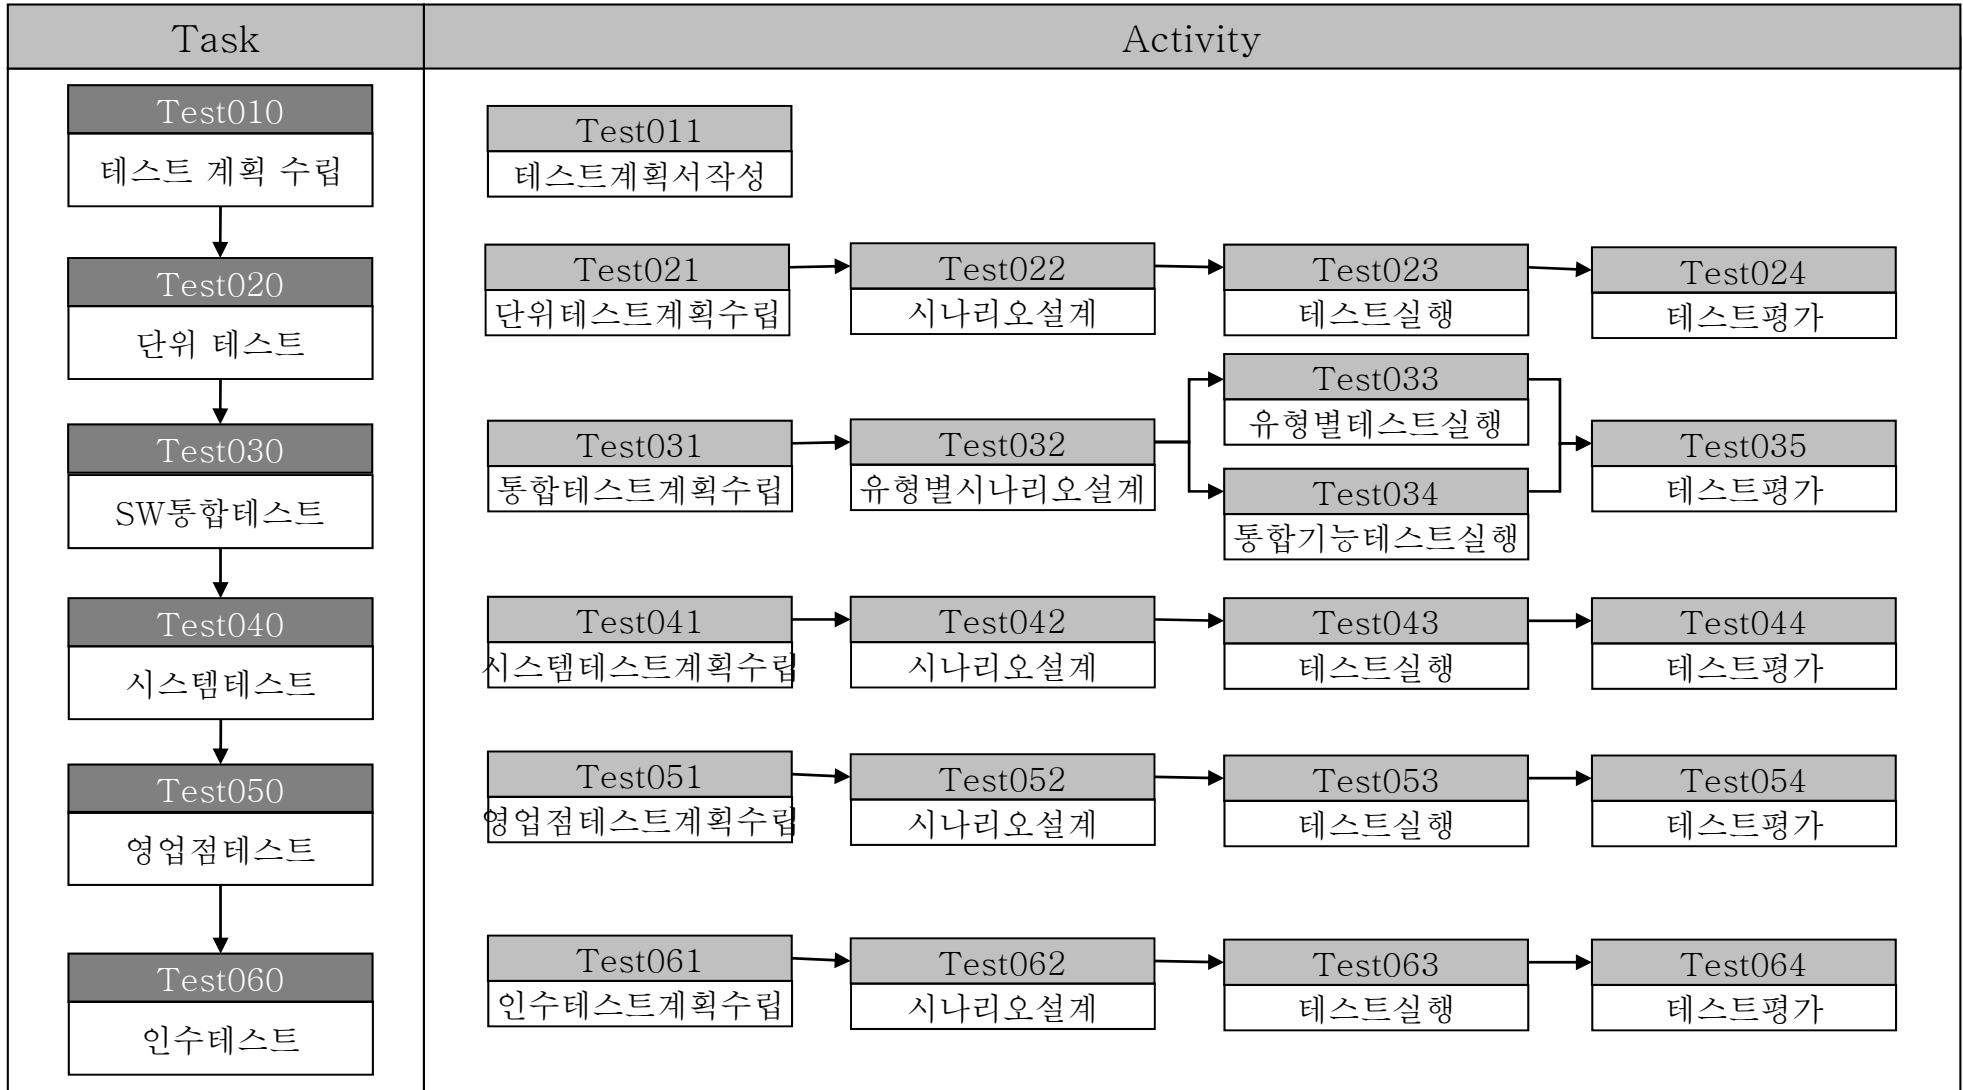 Task
Activity
Test010
테스트 계획 수립
Test011
테스트계획서작성
Test020
단위 테스트
Test021
단위테스트계획수립
Test022
시나리오설계
Test023
테스트실행
Test024
테스트평가
Test030
SW통합테스트
Test031
통합테스트계획수립
Test032
유형별시나리오설계
Test033
유형별테스트실행
Test034
통합기능테스트실행
Test035
테스트평가
Test040
시스템테스트
Test041
시스템테스트계획수립
Test042
시나리오설계
Test043
테스트실행
Test044
테스트평가
Test050
영업점테스트
Test051
영업점테스트계획수립
Test052
시나리오설계
Test053
테스트실행
Test054
테스트평가
Test060
인수테스트
Test061
인수테스트계획수립
Test062
시나리오설계
Test063
테스트실행
Test064
테스트평가